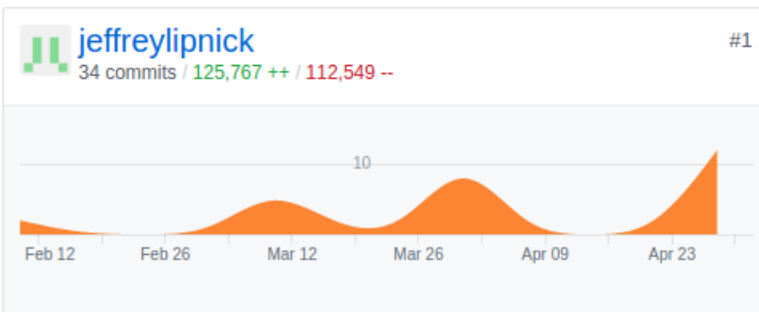 jeffreylipnick
#1
34 commits / 125,767 ++ / 112,549 --
10
Feb 12 Feb 26 Mar 12 Mar 26 Apr 09 Apr 23